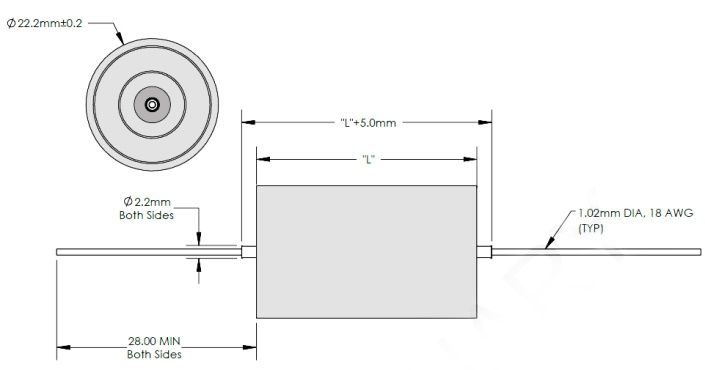 Ø22.2mm±0.2
"L"+5.0mm
"L"
Ø2.2mm
Both Sides
1.02mm DIA, 18 AWG
(TYP)
28.00 MIN
Both Sides